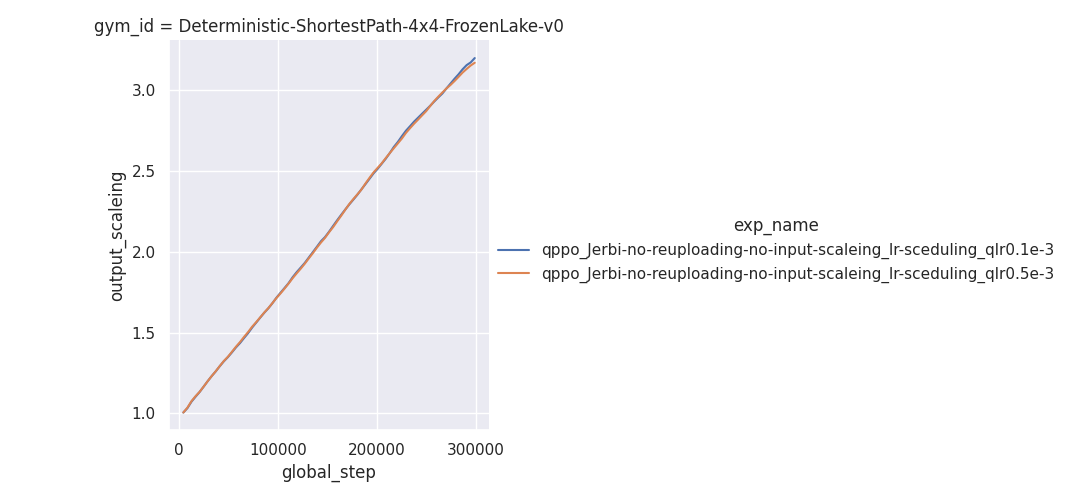 gym_id = Deterministic-ShortestPath-4x4-FrozenLake-v0
3.0
2.5
2.0
1.5
1.0
output_scaleing
0 100000 200000 300000
global_step
exp_name
qppo_Jerbi-no-reuploading-no-input-scaleing_lr-sceduling_qlr0.1e-3
qppo_Jerbi-no-reuploading-no-input-scaleing_lr-sceduling_qlr0.5e-3